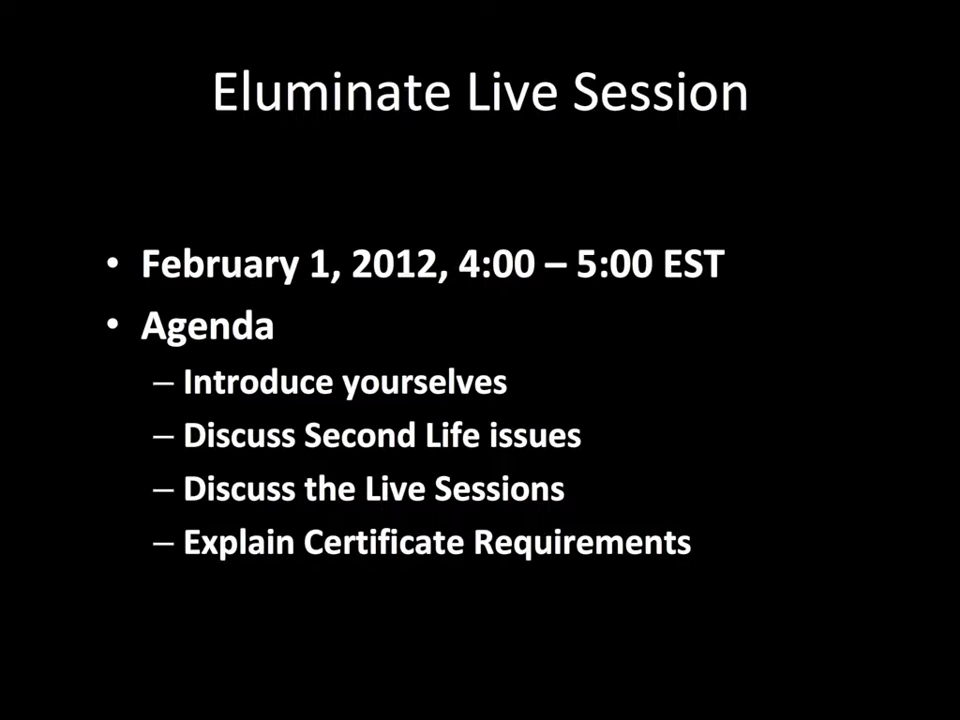 Eluminate Live Session
• February 1, 2012, 4:00 – 5:00 EST
• Agenda
– Introduce yourselves
– Discuss Second Life issues
– Discuss the Live Sessions
– Explain Certificate Requirements